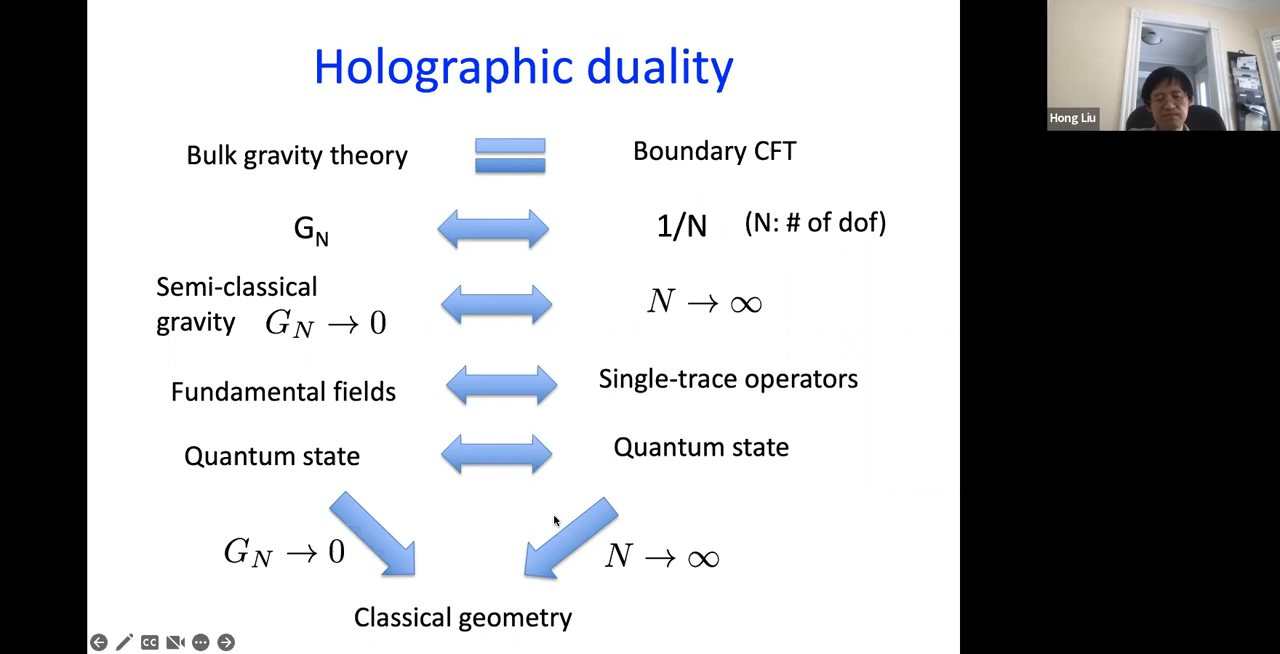 Holographic duality
Bulk gravity theory
Boundary CFT
G_N
1/N (N: # of dof)
Semi-classical
gravity G_N → 0
N → ∞
Fundamental fields
Single-trace operators
Quantum state
Quantum state
G_N → 0
N → ∞
Classical geometry
CC
Hong Liu